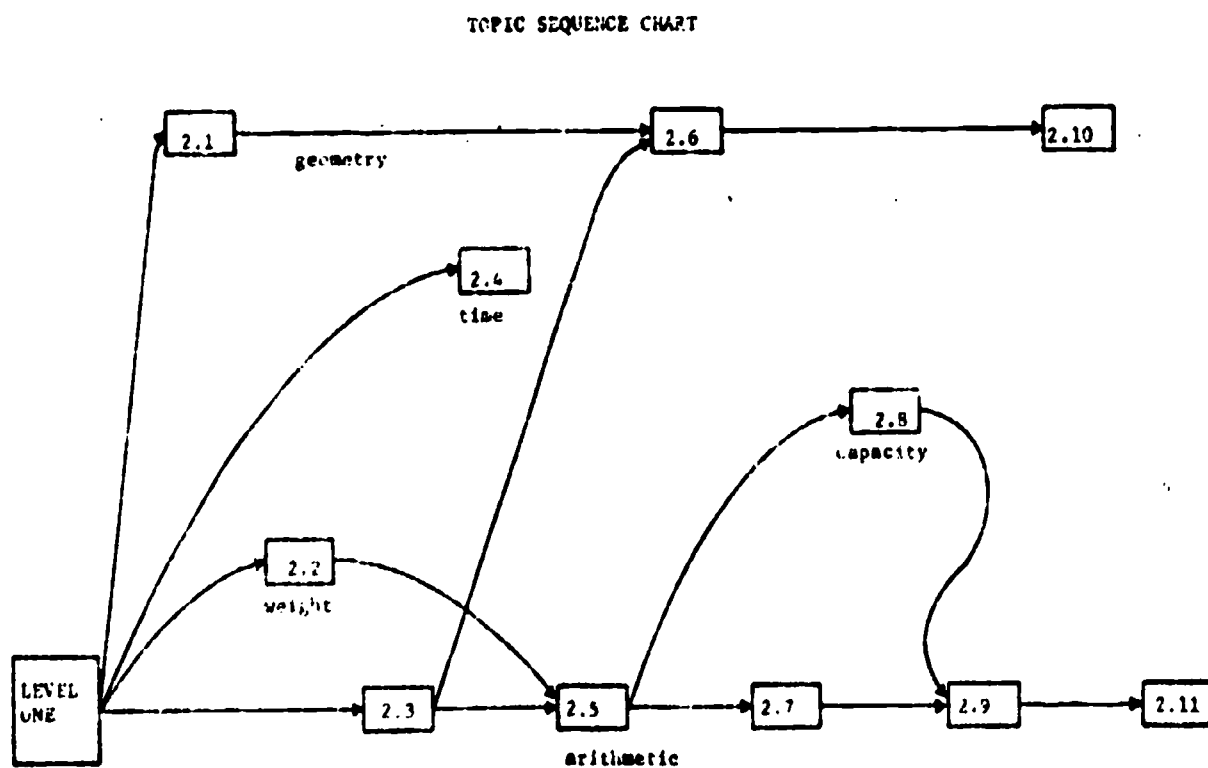 TOPIC SEQUENCE CHART
2.1
2.6
2.10
geometry
2.4
time
2.8
capacity
2.2
weight
LEVEL
ONE
2.3
2.5
2.7
2.9
2.11
arithmetic